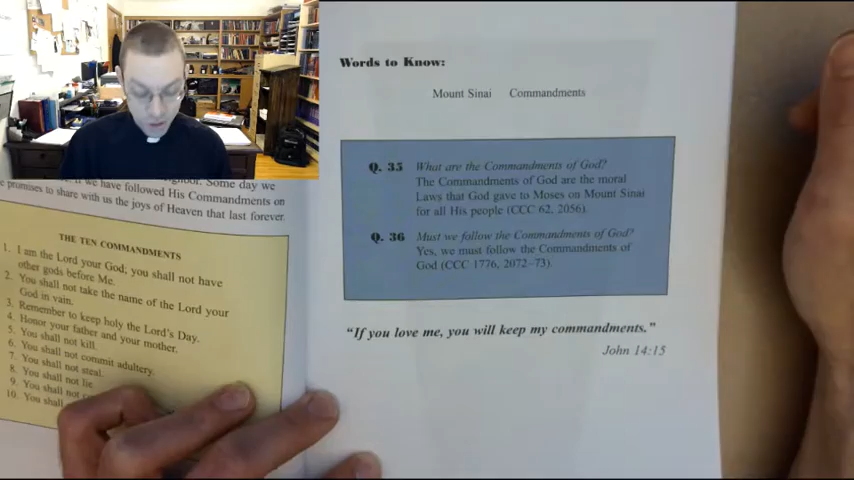 we have followed His Commandments on
promises to share with us the joys of Heaven that last forever.
THE TEN COMMANDMENTS
1. I am the Lord your God; you shall not have
other gods before Me.
2. You shall not take the name of the Lord your
God in vain.
3. Remember to keep holy the Lord's Day.
4. Honor your father and your mother.
5. You shall not kill.
6. You shall not commit adultery.
7. You shall not steal.
8. You shall not lie.
9. You shall not
10. You shall
Words to Know:
Mount Sinai Commandments
Q. 35 What are the Commandments of God?
The Commandments of God are the moral
Laws that God gave to Moses on Mount Sinai
for all His people (CCC 62, 2056).
Q. 36 Must we follow the Commandments of God?
Yes, we must follow the Commandments of
God (CCC 1776, 2072–73).
"If you love me, you will keep my commandments."
John 14:15